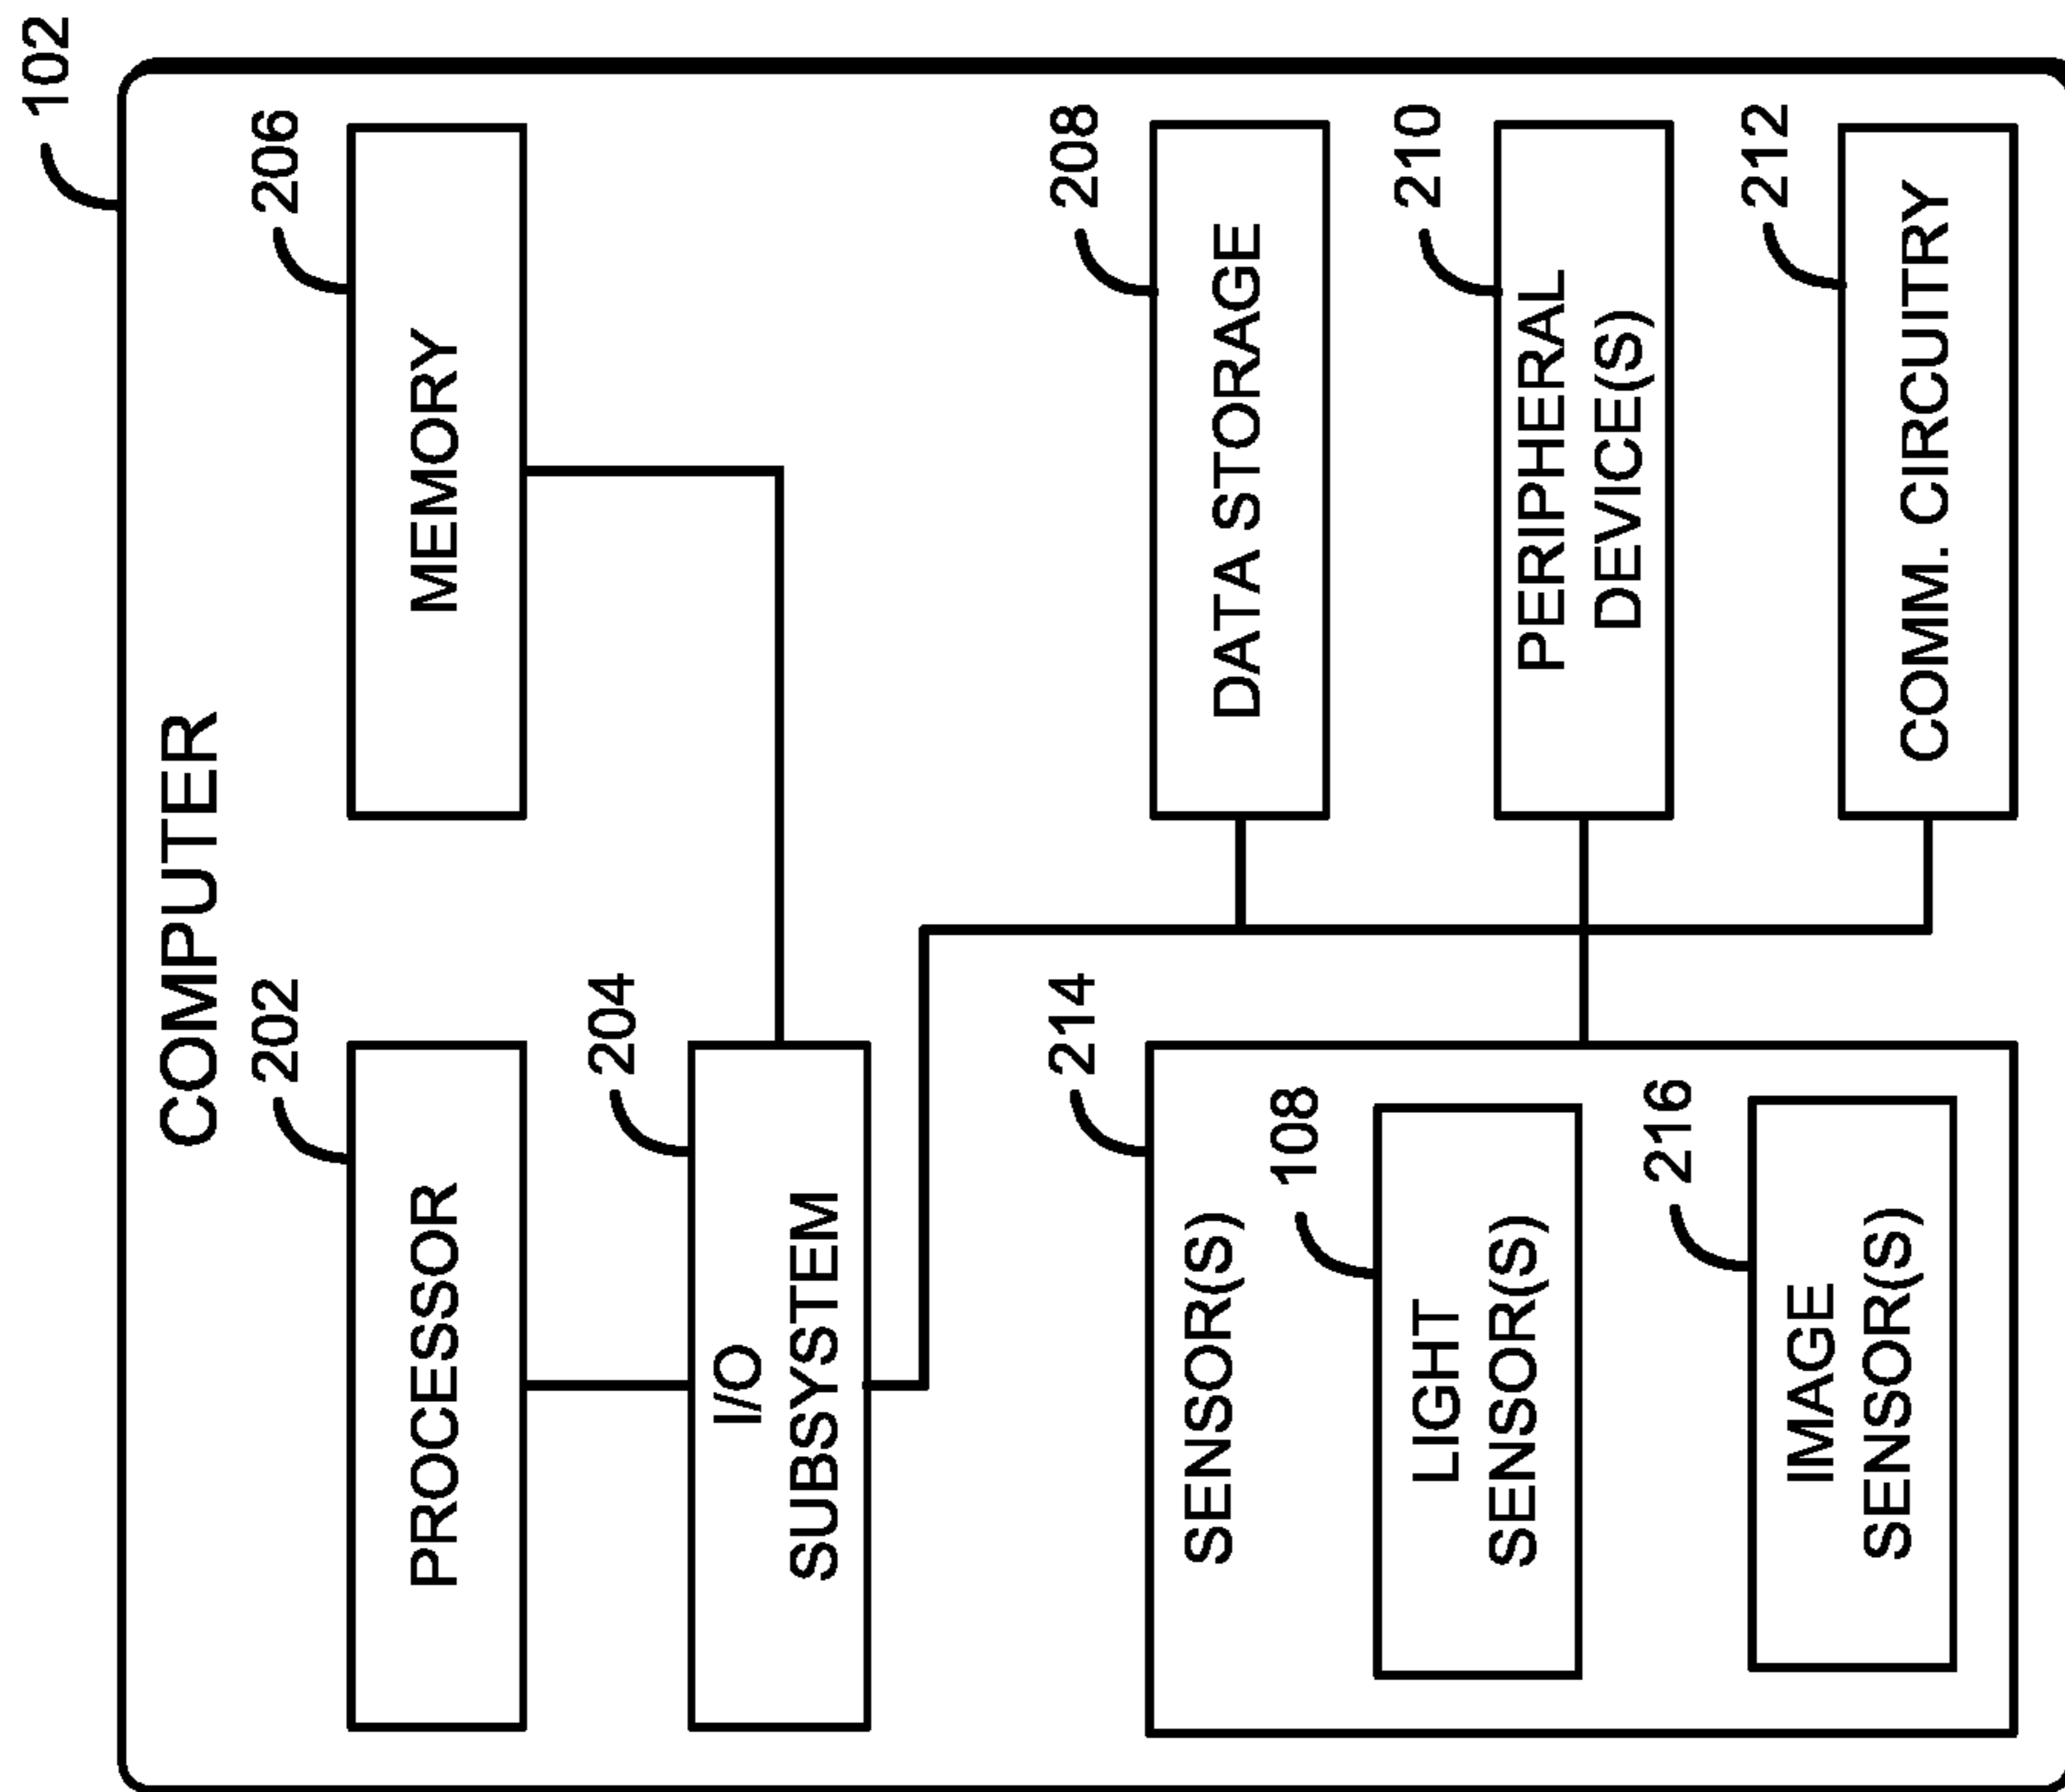 102
COMPUTER
202
206
PROCESSOR
MEMORY
204
I/O
SUBSYSTEM
214
208
SENSOR(S)
DATA STORAGE
108
LIGHT
SENSOR(S)
210
PERIPHERAL
DEVICE(S)
216
IMAGE
SENSOR(S)
212
COMM. CIRCUITRY